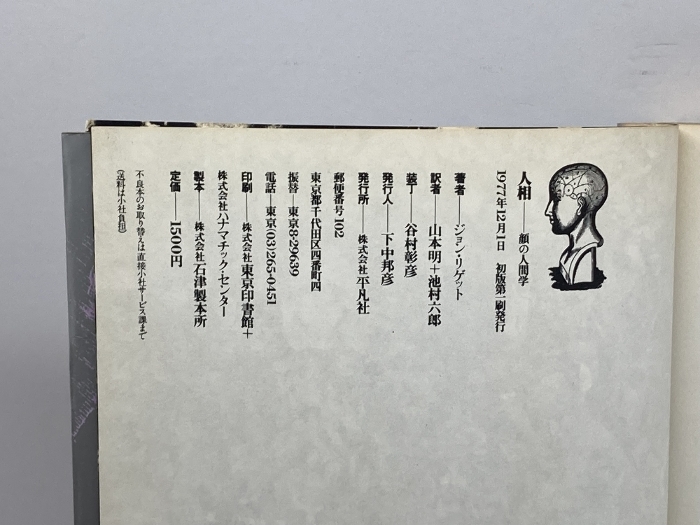 人相――顔の人間学
1977年12月1日 初版第一刷発行
著者――ジョン・リゲット
訳者――山本明+池村六郎
装丁――谷村彰彦
発行人――下中邦彦
発行所――株式会社平凡社
郵便番号102
東京都千代田区四番町四
振替―東京8-29639
電話―東京(03)265-0451
印刷――株式会社東京印書館+
株式会社ハナマチック・センター
製本――株式会社石津製本所
定価――1500円
不良本のお取り替えは直接小社サービス課まで
(送料は小社負担)